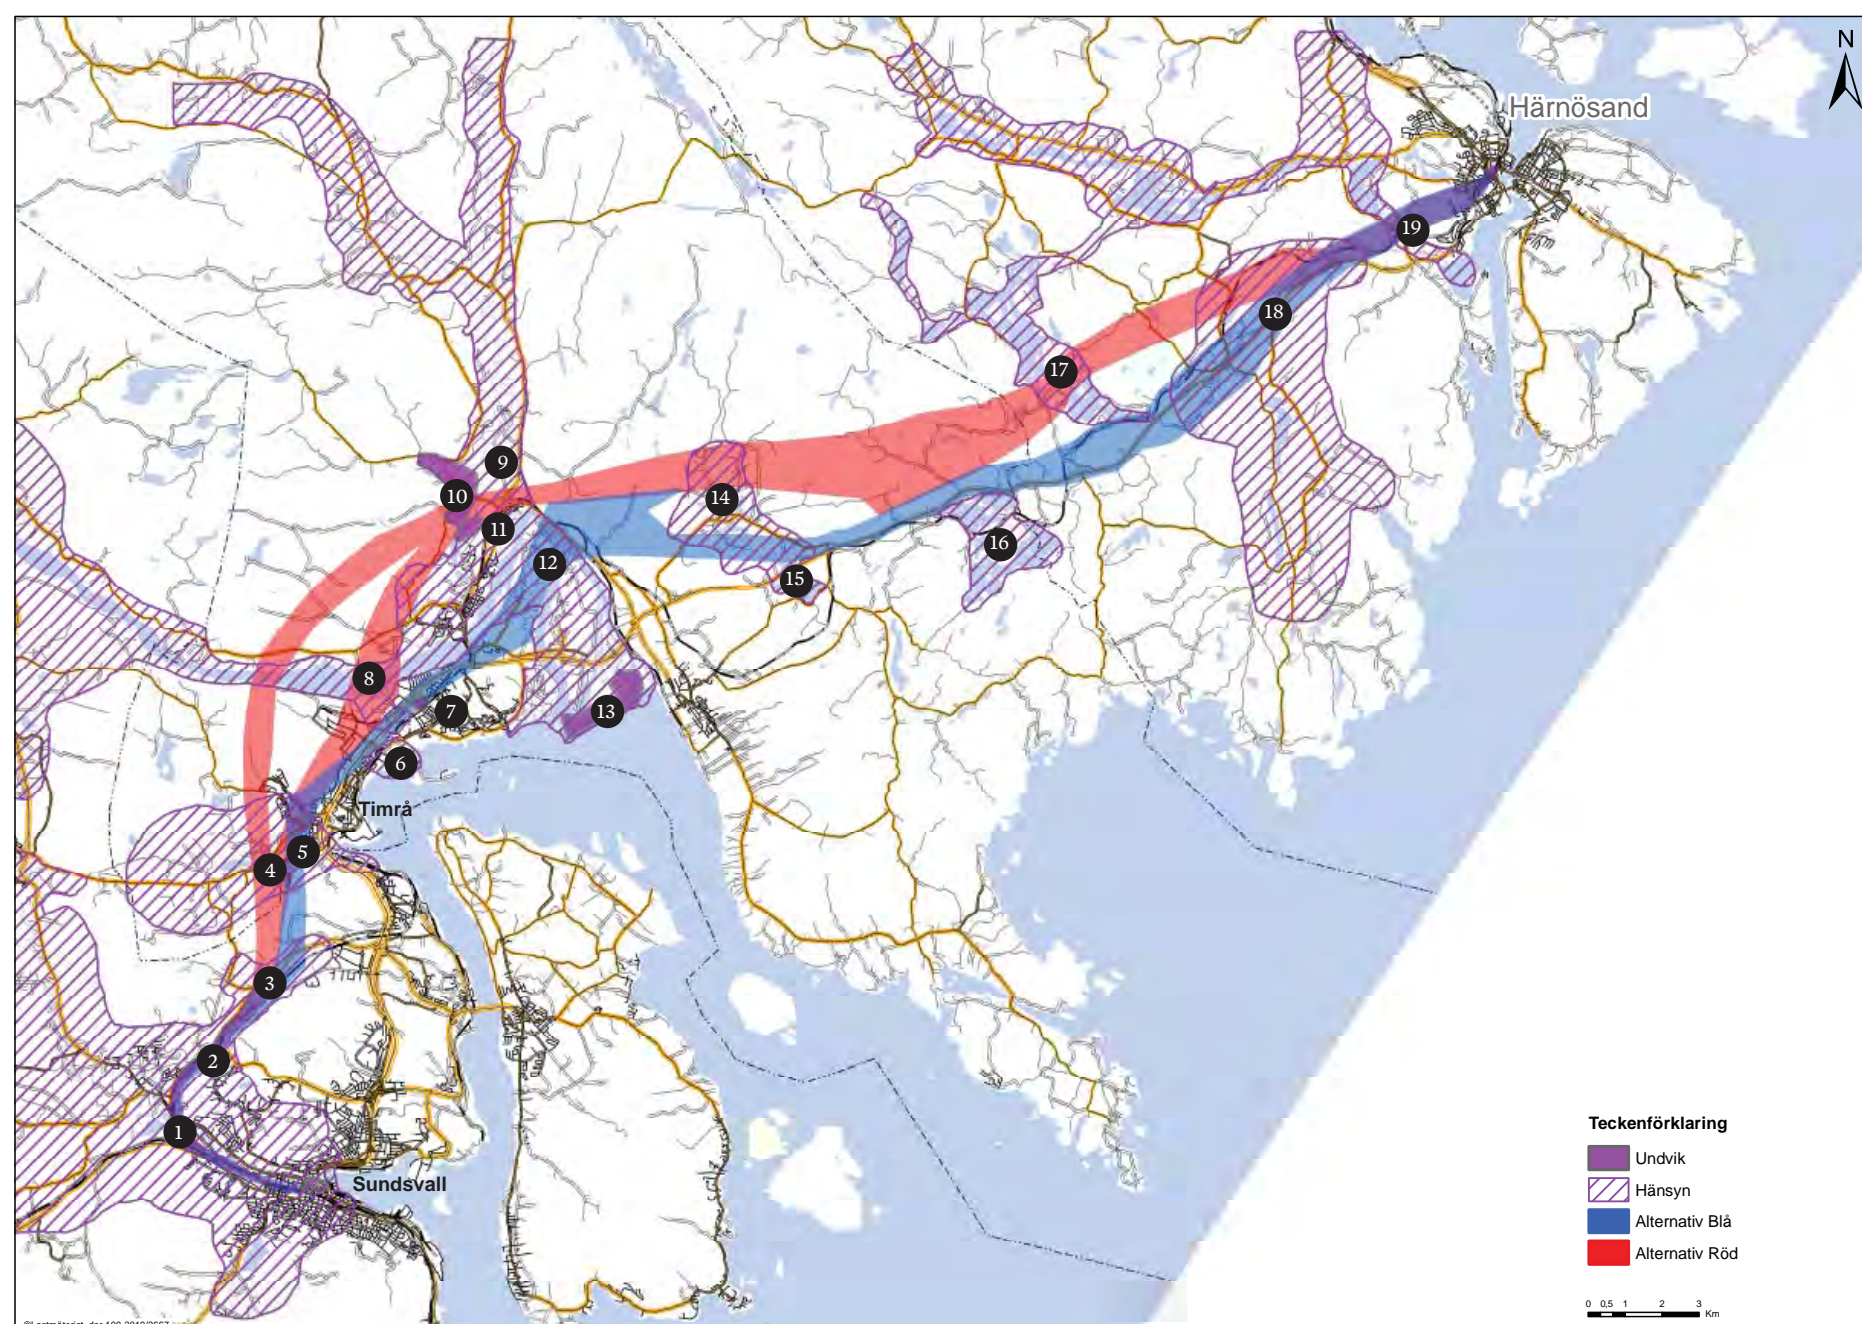 N
Härnösand
19
18
17
9
10
14
11
16
12
15
8
7
13
6
Timrå
5
4
3
2
1
Sundsvall
Teckenförklaring
Undvik
Hänsyn
Alternativ Blå
Alternativ Röd
0 0,5 1 2 3
Km